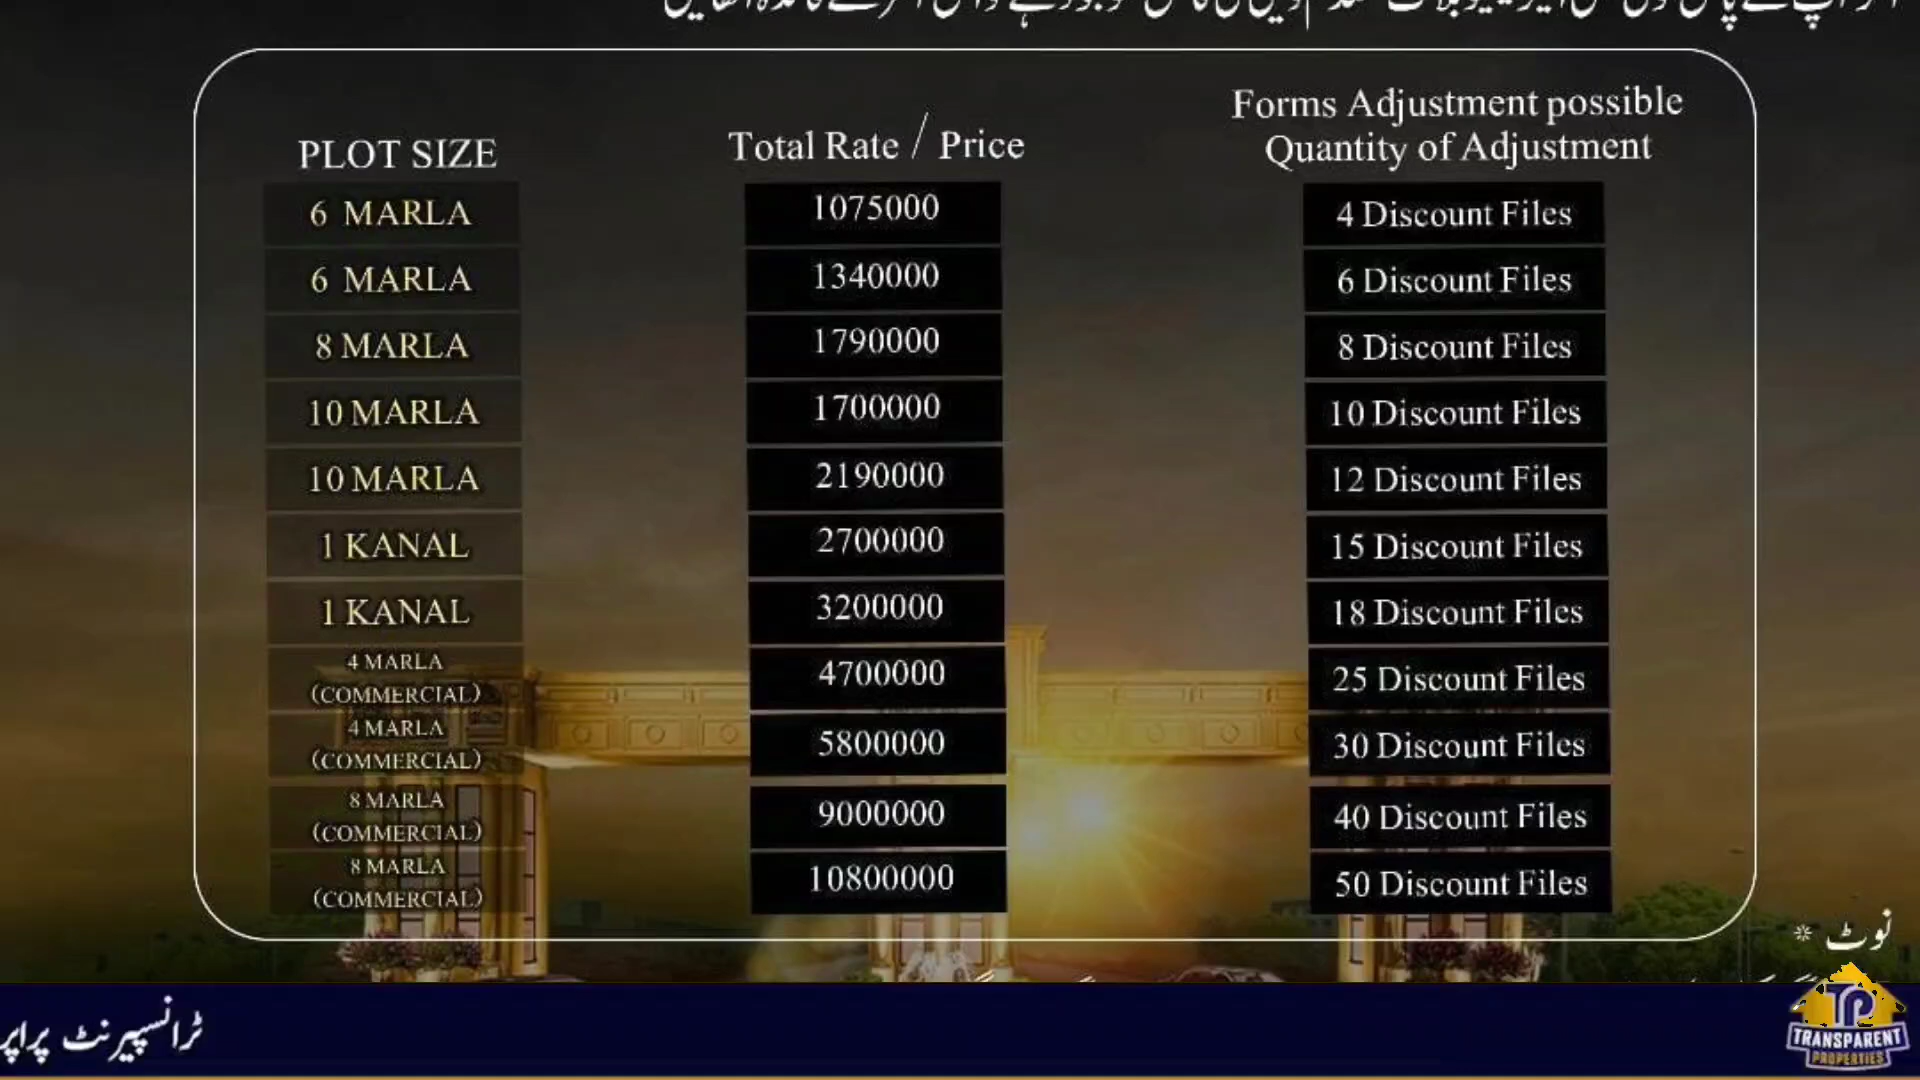 PLOT SIZE
Total Rate / Price
Forms Adjustment possible
Quantity of Adjustment
6 MARLA 1075000 4 Discount Files
6 MARLA 1340000 6 Discount Files
8 MARLA 1790000 8 Discount Files
10 MARLA 1700000 10 Discount Files
10 MARLA 2190000 12 Discount Files
1 KANAL 2700000 15 Discount Files
1 KANAL 3200000 18 Discount Files
4 MARLA
(COMMERCIAL) 4700000 25 Discount Files
4 MARLA
(COMMERCIAL) 5800000 30 Discount Files
8 MARLA
(COMMERCIAL) 9000000 40 Discount Files
8 MARLA
(COMMERCIAL) 10800000 50 Discount Files
نوٹ *
ٹرانسپیرنٹ پراپر
TP
TRANSPARENT
PROPERTIES